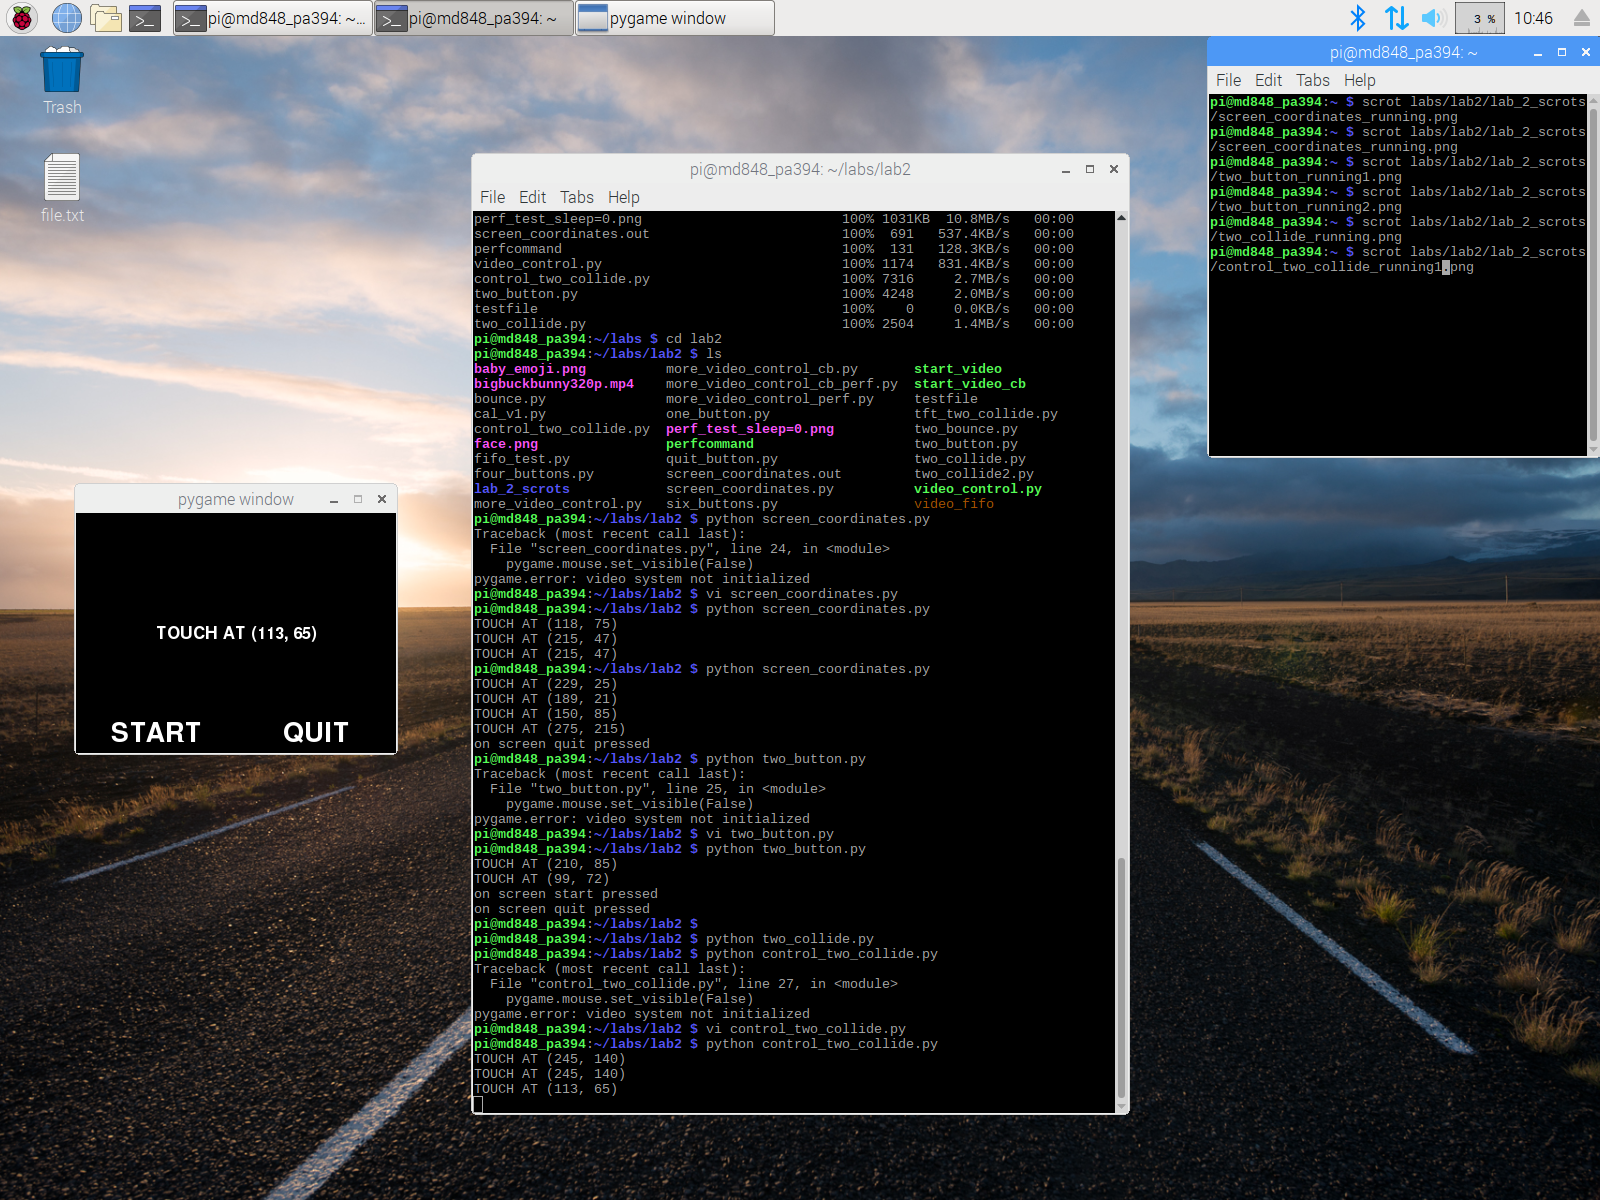 pi@md848_pa394: ~...
pi@md848_pa394: ~
pygame window
3 %
10:46
Trash
file.txt
pi@md848_pa394: ~
File Edit Tabs Help
pi@md848_pa394:~ $ scrot labs/lab2/lab_2_scrots
/screen_coordinates_running.png
pi@md848_pa394:~ $ scrot labs/lab2/lab_2_scrots
/screen_coordinates_running.png
pi@md848_pa394:~ $ scrot labs/lab2/lab_2_scrots
/two_button_running1.png
pi@md848_pa394:~ $ scrot labs/lab2/lab_2_scrots
/two_button_running2.png
pi@md848_pa394:~ $ scrot labs/lab2/lab_2_scrots
/two_collide_running.png
pi@md848_pa394:~ $ scrot labs/lab2/lab_2_scrots
/control_two_collide_running1.png
pi@md848_pa394: ~/labs/lab2
File Edit Tabs Help
perf_test_sleep=0.png 100% 1031KB 10.8MB/s 00:00
screen_coordinates.out 100% 691 537.4KB/s 00:00
perfcommand 100% 131 128.3KB/s 00:00
video_control.py 100% 1174 831.4KB/s 00:00
control_two_collide.py 100% 7316 2.7MB/s 00:00
two_button.py 100% 4248 2.0MB/s 00:00
testfile 100% 0 0.0KB/s 00:00
two_collide.py 100% 2504 1.4MB/s 00:00
pi@md848_pa394:~/labs $ cd lab2
pi@md848_pa394:~/labs/lab2 $ ls
baby_emoji.png more_video_control_cb.py start_video
bigbuckbunny320p.mp4 more_video_control_cb_perf.py start_video_cb
bounce.py more_video_control_perf.py testfile
cal_v1.py one_button.py tft_two_collide.py
control_two_collide.py perf_test_sleep=0.png two_bounce.py
face.png perfcommand two_button.py
fifo_test.py quit_button.py two_collide.py
four_buttons.py screen_coordinates.out two_collide2.py
lab_2_scrots screen_coordinates.py video_control.py
more_video_control.py six_buttons.py video_fifo
pi@md848_pa394:~/labs/lab2 $ python screen_coordinates.py
Traceback (most recent call last):
File "screen_coordinates.py", line 24, in <module>
pygame.mouse.set_visible(False)
pygame.error: video system not initialized
pi@md848_pa394:~/labs/lab2 $ vi screen_coordinates.py
pi@md848_pa394:~/labs/lab2 $ python screen_coordinates.py
TOUCH AT (118, 75)
TOUCH AT (215, 47)
TOUCH AT (215, 47)
pi@md848_pa394:~/labs/lab2 $ python screen_coordinates.py
TOUCH AT (229, 25)
TOUCH AT (189, 21)
TOUCH AT (150, 85)
TOUCH AT (275, 215)
on screen quit pressed
pi@md848_pa394:~/labs/lab2 $ python two_button.py
Traceback (most recent call last):
File "two_button.py", line 25, in <module>
pygame.mouse.set_visible(False)
pygame.error: video system not initialized
pi@md848_pa394:~/labs/lab2 $ vi two_button.py
pi@md848_pa394:~/labs/lab2 $ python two_button.py
TOUCH AT (210, 85)
TOUCH AT (99, 72)
on screen start pressed
on screen quit pressed
pi@md848_pa394:~/labs/lab2 $
pi@md848_pa394:~/labs/lab2 $ python two_collide.py
pi@md848_pa394:~/labs/lab2 $ python control_two_collide.py
Traceback (most recent call last):
File "control_two_collide.py", line 27, in <module>
pygame.mouse.set_visible(False)
pygame.error: video system not initialized
pi@md848_pa394:~/labs/lab2 $ vi control_two_collide.py
pi@md848_pa394:~/labs/lab2 $ python control_two_collide.py
TOUCH AT (245, 140)
TOUCH AT (245, 140)
TOUCH AT (113, 65)
pygame window
TOUCH AT (113, 65)
START QUIT